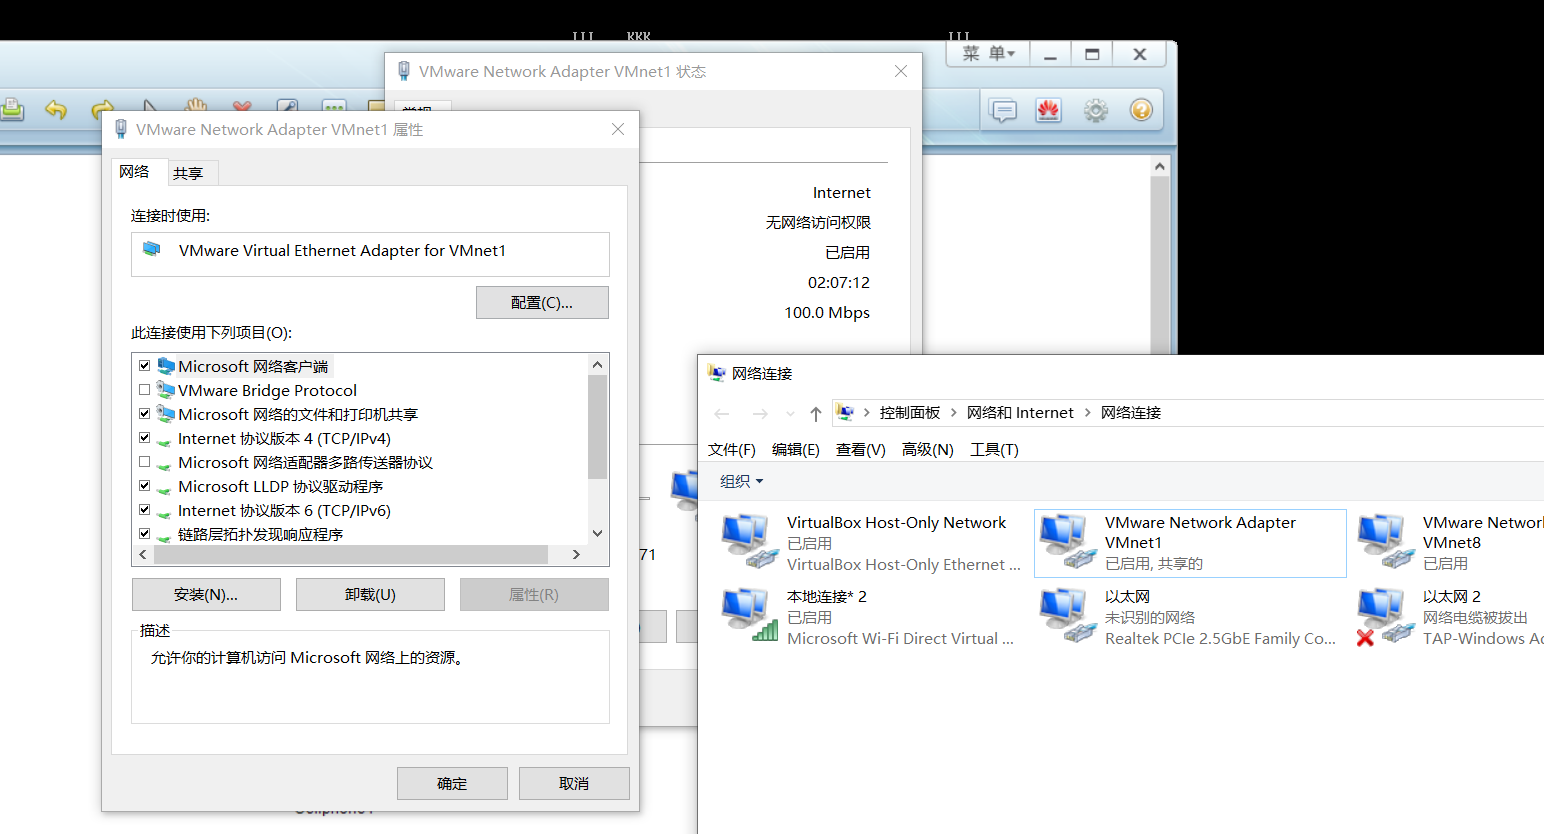 菜 单
VMware Network Adapter VMnet1 状态
Internet
无网络访问权限
已启用
02:07:12
100.0 Mbps
71
VMware Network Adapter VMnet1 属性
网络
共享
连接时使用:
VMware Virtual Ethernet Adapter for VMnet1
配置(C)...
此连接使用下列项目(O):
Microsoft 网络客户端
VMware Bridge Protocol
Microsoft 网络的文件和打印机共享
Internet 协议版本 4 (TCP/IPv4)
Microsoft 网络适配器多路传送器协议
Microsoft LLDP 协议驱动程序
Internet 协议版本 6 (TCP/IPv6)
链路层拓扑发现响应程序
安装(N)...
卸载(U)
属性(R)
描述
允许你的计算机访问 Microsoft 网络上的资源。
确定
取消
网络连接
控制面板 > 网络和 Internet > 网络连接
文件(F) 编辑(E) 查看(V) 高级(N) 工具(T)
组织
VirtualBox Host-Only Network
已启用
VirtualBox Host-Only Ethernet ...
VMware Network Adapter
VMnet1
已启用, 共享的
VMware Network
VMnet8
已启用
本地连接* 2
已启用
Microsoft Wi-Fi Direct Virtual ...
以太网
未识别的网络
Realtek PCIe 2.5GbE Family Co...
以太网 2
网络电缆被拔出
TAP-Windows